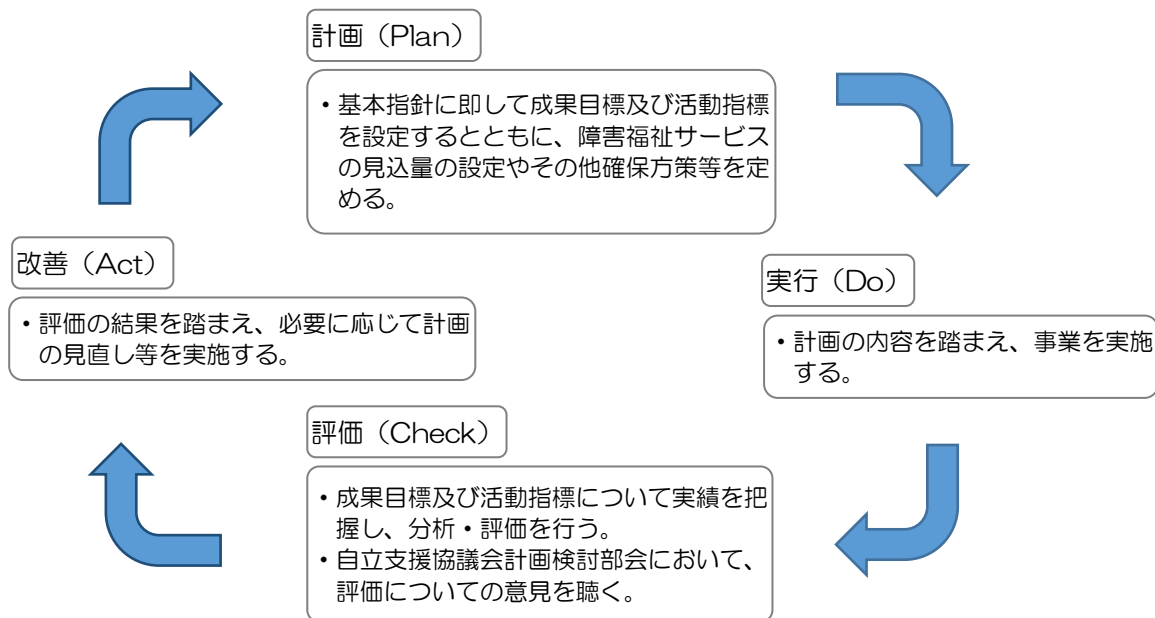 計画（Plan）
・基本指針に即して成果目標及び活動指標
を設定するとともに、障害福祉サービス
の見込量の設定やその他確保方策等を定
める。
実行（Do）
・計画の内容を踏まえ、事業を実施
する。
評価（Check）
・成果目標及び活動指標について実績を把
握し、分析・評価を行う。
・自立支援協議会計画検討部会において、
評価についての意見を聴く。
改善（Act）
・評価の結果を踏まえ、必要に応じて計画
の見直し等を実施する。